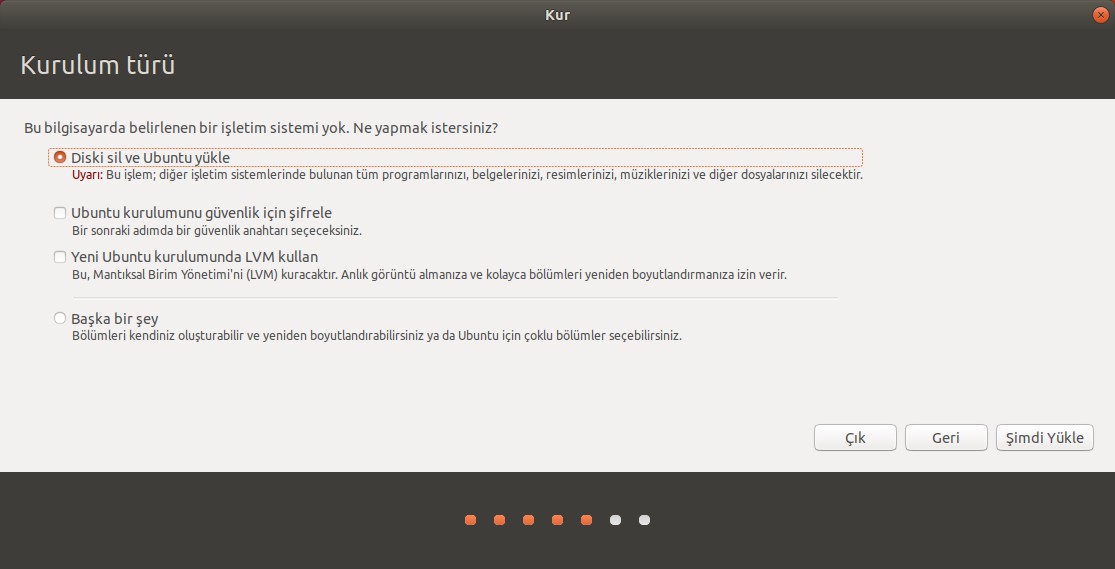 Kur
Kurulum türü
Bu bilgisayarda belirlenen bir işletim sistemi yok. Ne yapmak istersiniz?
Diski sil ve Ubuntu yükle
Uyarı: Bu işlem; diğer işletim sistemlerinde bulunan tüm programlarınızı, belgelerinizi, resimlerinizi, müziklerinizi ve diğer dosyalarınızı silecektir.
Ubuntu kurulumunu güvenlik için şifrele
Bir sonraki adımda bir güvenlik anahtarı seçeceksiniz.
Yeni Ubuntu kurulumunda LVM kullan
Bu, Mantıksal Birim Yönetimi'ni (LVM) kuracaktır. Anlık görüntü almanıza ve kolayca bölümleri yeniden boyutlandırmanıza izin verir.
Başka bir şey
Bölümleri kendiniz oluşturabilir ve yeniden boyutlandırabilirsiniz ya da Ubuntu için çoklu bölümler seçebilirsiniz.
Çık Geri Şimdi Yükle